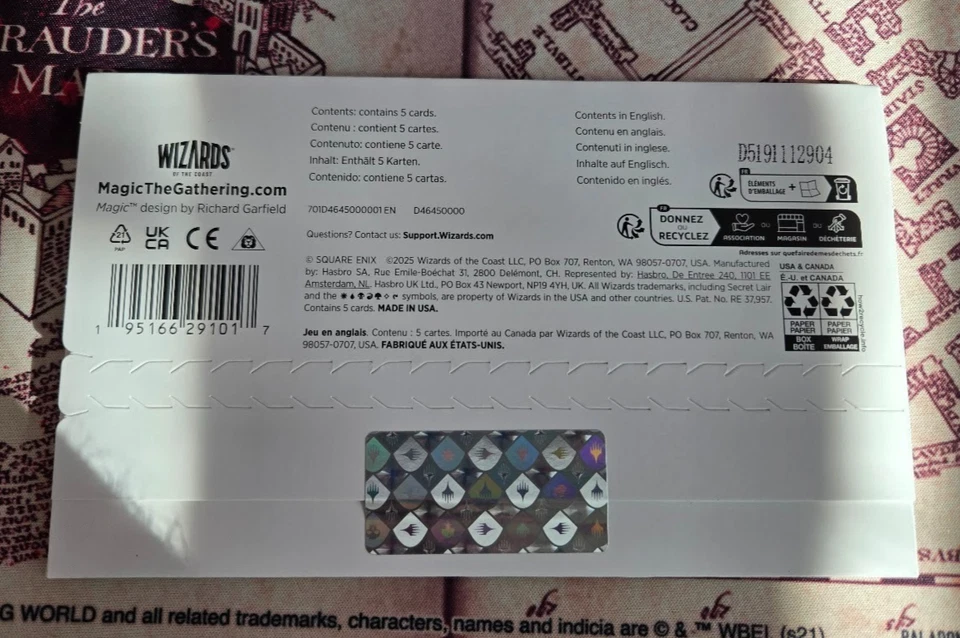 The
RAUDER'S
MA
CLOC
STAIR
WIZARDS
OF THE COAST
MagicTheGathering.com
Magic™ design by Richard Garfield
21
PAP
UK
CA
CE
1 95166 29101 7
Contents: contains 5 cards.
Contenu : contient 5 cartes.
Contenuto: contiene 5 carte.
Inhalt: Enthält 5 Karten.
Contenido: contiene 5 cartas.
Contents in English.
Contenu en anglais.
Contenuti in inglese.
Inhalte auf Englisch.
Contenido en inglés.
D5191112904
FR
ÉLÉMENTS
D'EMBALLAGE
+
FR
DONNEZ
OU
RECYCLEZ
ASSOCIATION
OU
MAGASIN
OU
DÉCHÈTERIE
Adresses sur quefairedemesdechets.fr
701D4645000001 EN D46450000
Questions? Contact us: Support.Wizards.com
© SQUARE ENIX ©2025 Wizards of the Coast LLC, PO Box 707, Renton, WA 98057-0707, USA. Manufactured
by: Hasbro SA, Rue Emile-Boéchat 31, 2800 Delémont, CH. Represented by: Hasbro, De Entree 240, 1101 EE
Amsterdam, NL. Hasbro UK Ltd., PO Box 43 Newport, NP19 4YH, UK. All Wizards trademarks, including Secret Lair
and the symbols, are property of Wizards in the USA and other countries. U.S. Pat. No. RE 37,957.
Contains 5 cards. MADE IN USA.
Jeu en anglais. Contenu : 5 cartes. Importé au Canada par Wizards of the Coast LLC, PO Box 707, Renton, WA
98057-0707, USA. FABRIQUÉ AUX ÉTATS-UNIS.
USA & CANADA
É.-U. et CANADA
PAPER
PAPIER
BOX
BOÎTE
PAPER
PAPIER
WRAP
EMBALLAGE
how2recycle.info
G WORLD and all related trademarks, characters, names and indicia are © & ™ WBEI. (s21)